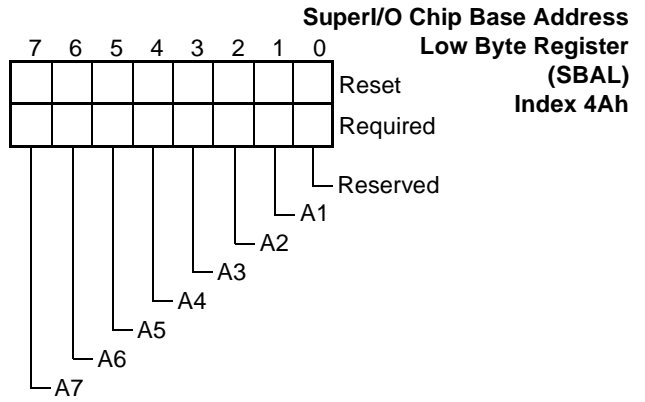 SuperI/O Chip Base Address
Low Byte Register
(SBAL)
Index 4Ah
7 6 5 4 3 2 1 0
Reset
Required
Reserved
A1
A2
A3
A4
A5
A6
A7